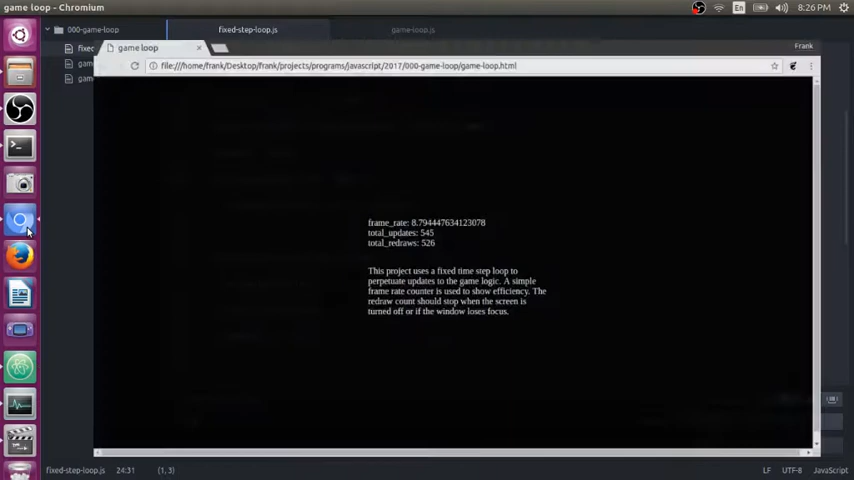 game loop - Chromium
En
8:26 PM
000-game-loop
fixed-step-loop.js
game-loop.js
fixed
game loop
Frank
gam
file:///home/frank/Desktop/frank/projects/programs/javascript/2017/000-game-loop/game-loop.html
gam
frame_rate: 8.794447634123078
total_updates: 545
total_redraws: 526
This project uses a fixed time step loop to
perpetuate updates to the game logic. A simple
frame rate counter is used to show efficiency. The
redraw count should stop when the screen is
turned off or if the window loses focus.
fixed-step-loop.js
24:31
(1, 3)
LF
UTF-8
JavaScript